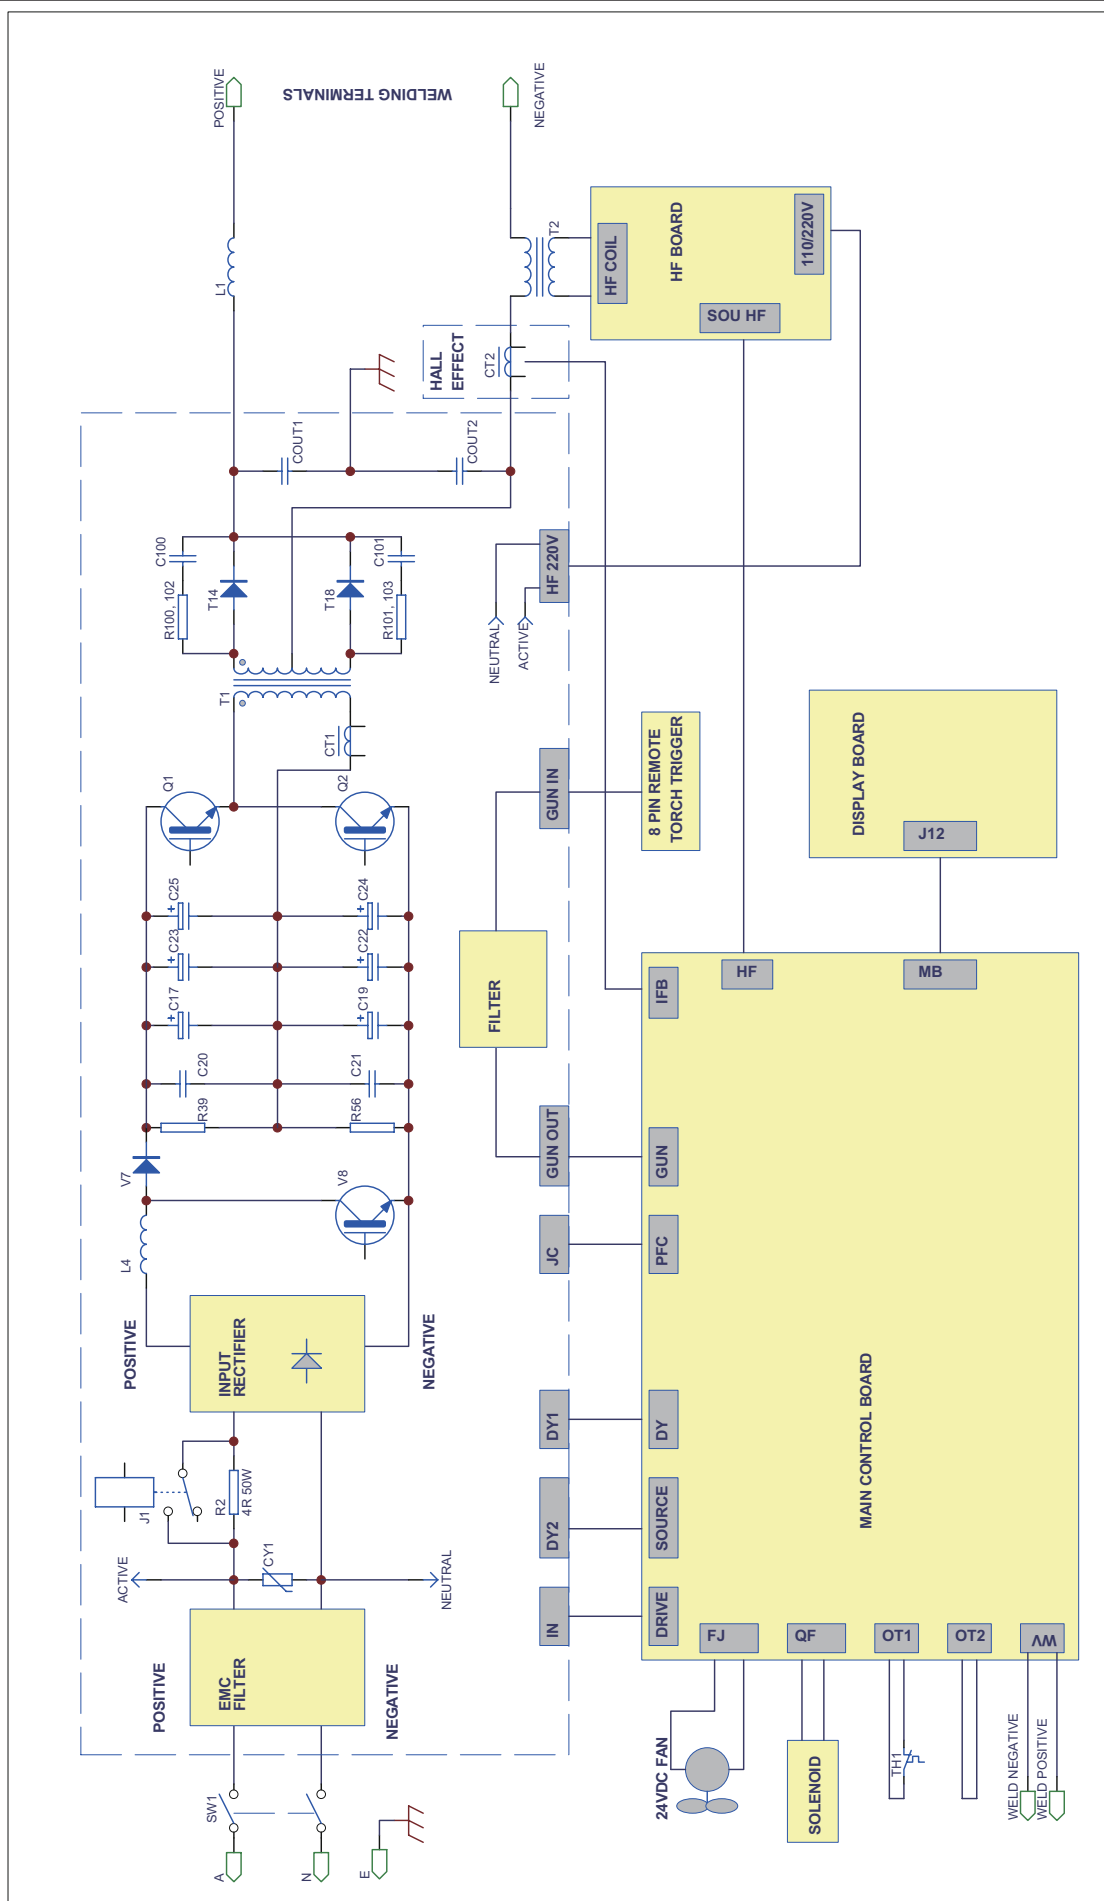 A
N
E
SW1
POSITIVE
EMC
FILTER
NEGATIVE
ACTIVE
CY1
NEUTRAL
J1
R2
4R 50W
POSITIVE
INPUT
RECTIFIER
NEGATIVE
L4
V7
V8
R39
R56
C20
C21
+
C17
+
C19
+
C23
+
C22
+
C25
+
C24
Q1
Q2
CT1
T1
R100, 102
C100
T14
T18
R101, 103
C101
COUT1
COUT2
HALL
EFFECT
CT2
L1
T2
POSITIVE
WELDING TERMINALS
NEGATIVE
NEUTRAL
ACTIVE
HF 220V
HF COIL
HF BOARD
110/220V
SOU HF
FILTER
GUN IN
GUN OUT
8 PIN REMOTE
TORCH TRIGGER
DISPLAY BOARD
J12
IN
DY2
DY1
JC
DRIVE
SOURCE
DY
PFC
GUN
IFB
HF
MB
MAIN CONTROL BOARD
FJ
QF
OT1
OT2
VW
24VDC FAN
SOLENOID
TH1
WELD NEGATIVE
WELD POSITIVE